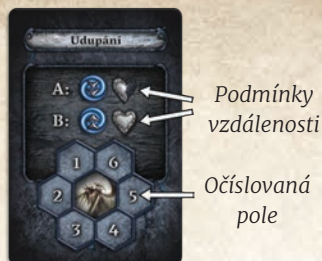 Udupání
A:
B:
Podmínky
vzdálenosti
1 6
2 5
3 4
Očíslovaná
pole